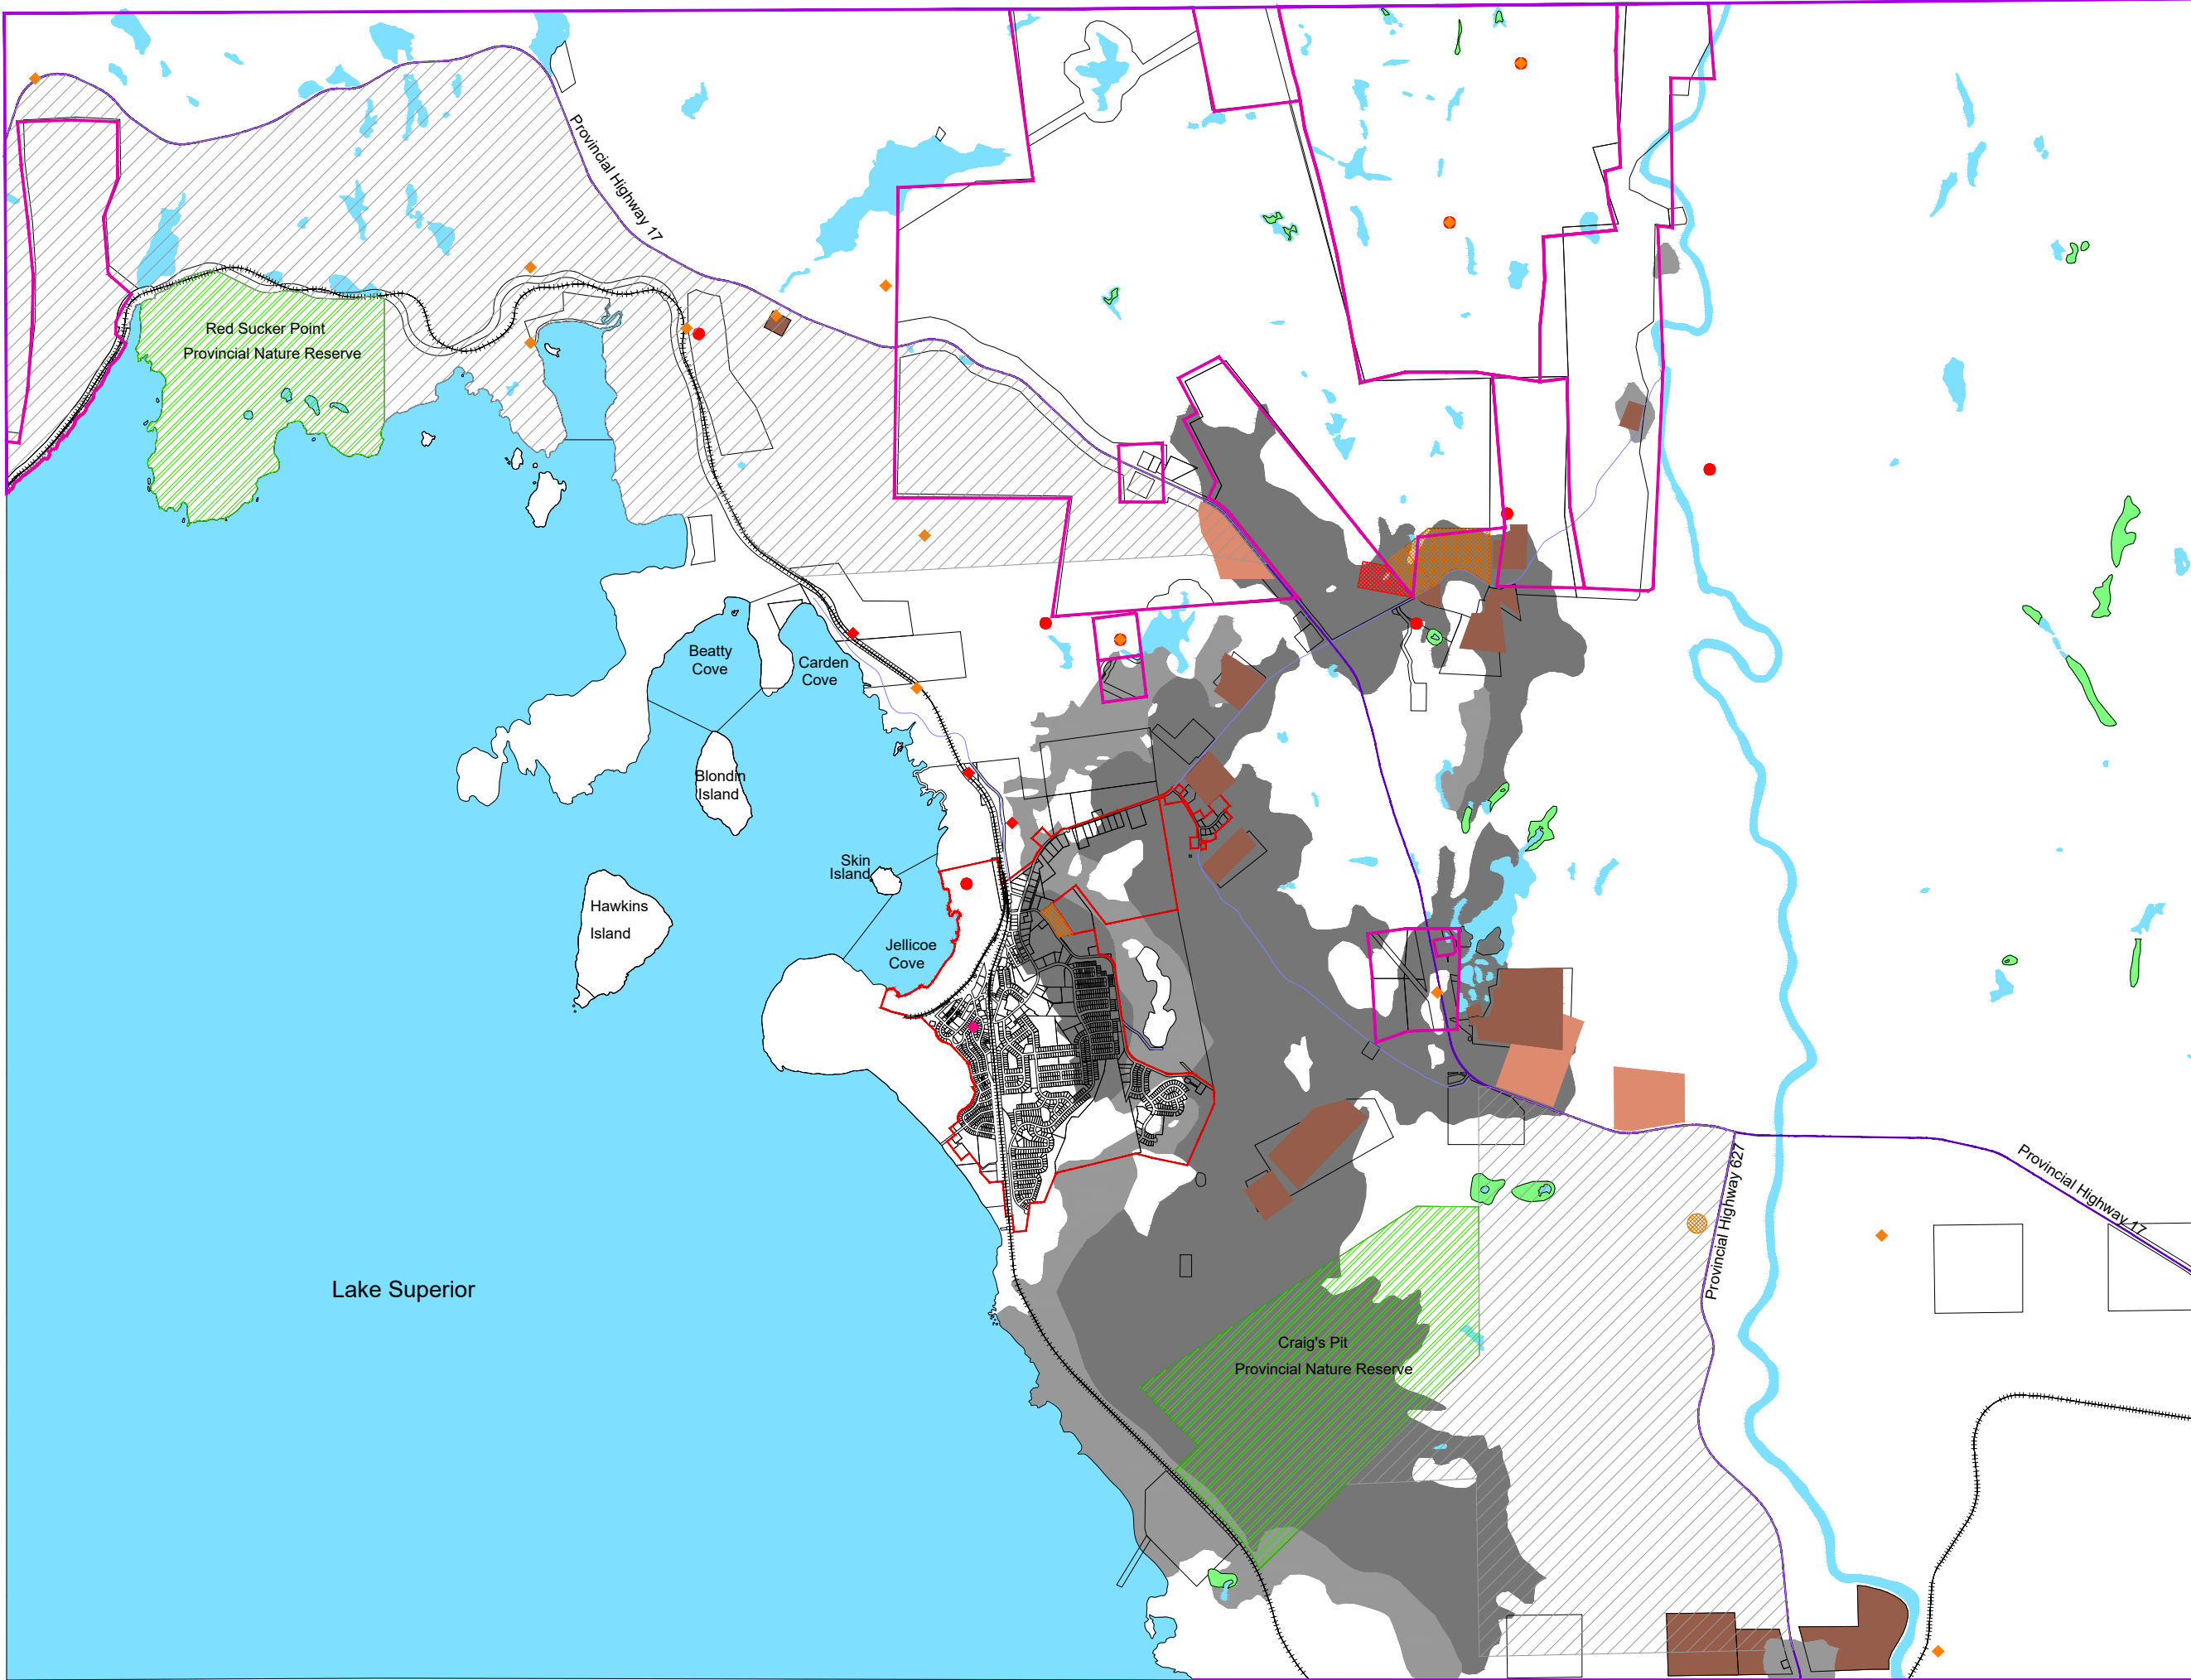 Provincial Highway 17
Red Sucker Point
Provincial Nature Reserve
Beatty
Cove
Carden
Cove
Blondin
Island
Skin
Island
Hawkins
Island
Jellicoe
Cove
Provincial Highway 627
Provincial Highway 17
Lake Superior
Craig's Pit
Provincial Nature Reserve